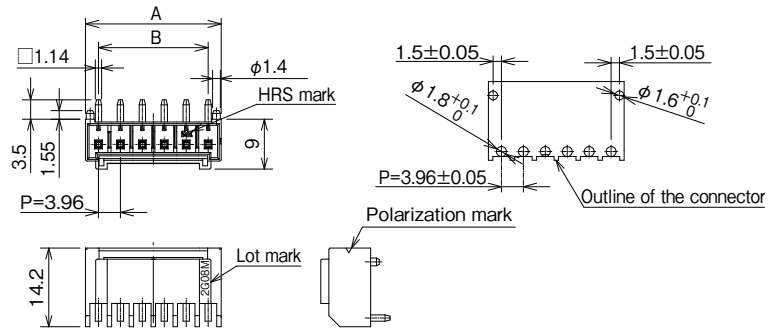 A
B
□1.14
φ1.4
HRS mark
3.5
1.55
9
P=3.96
1.5±0.05
1.5±0.05
φ1.8 +0.1 0
φ1.6 +0.1 0
P=3.96±0.05
Outline of the connector
Polarization mark
Lot mark
14.2
2G08M